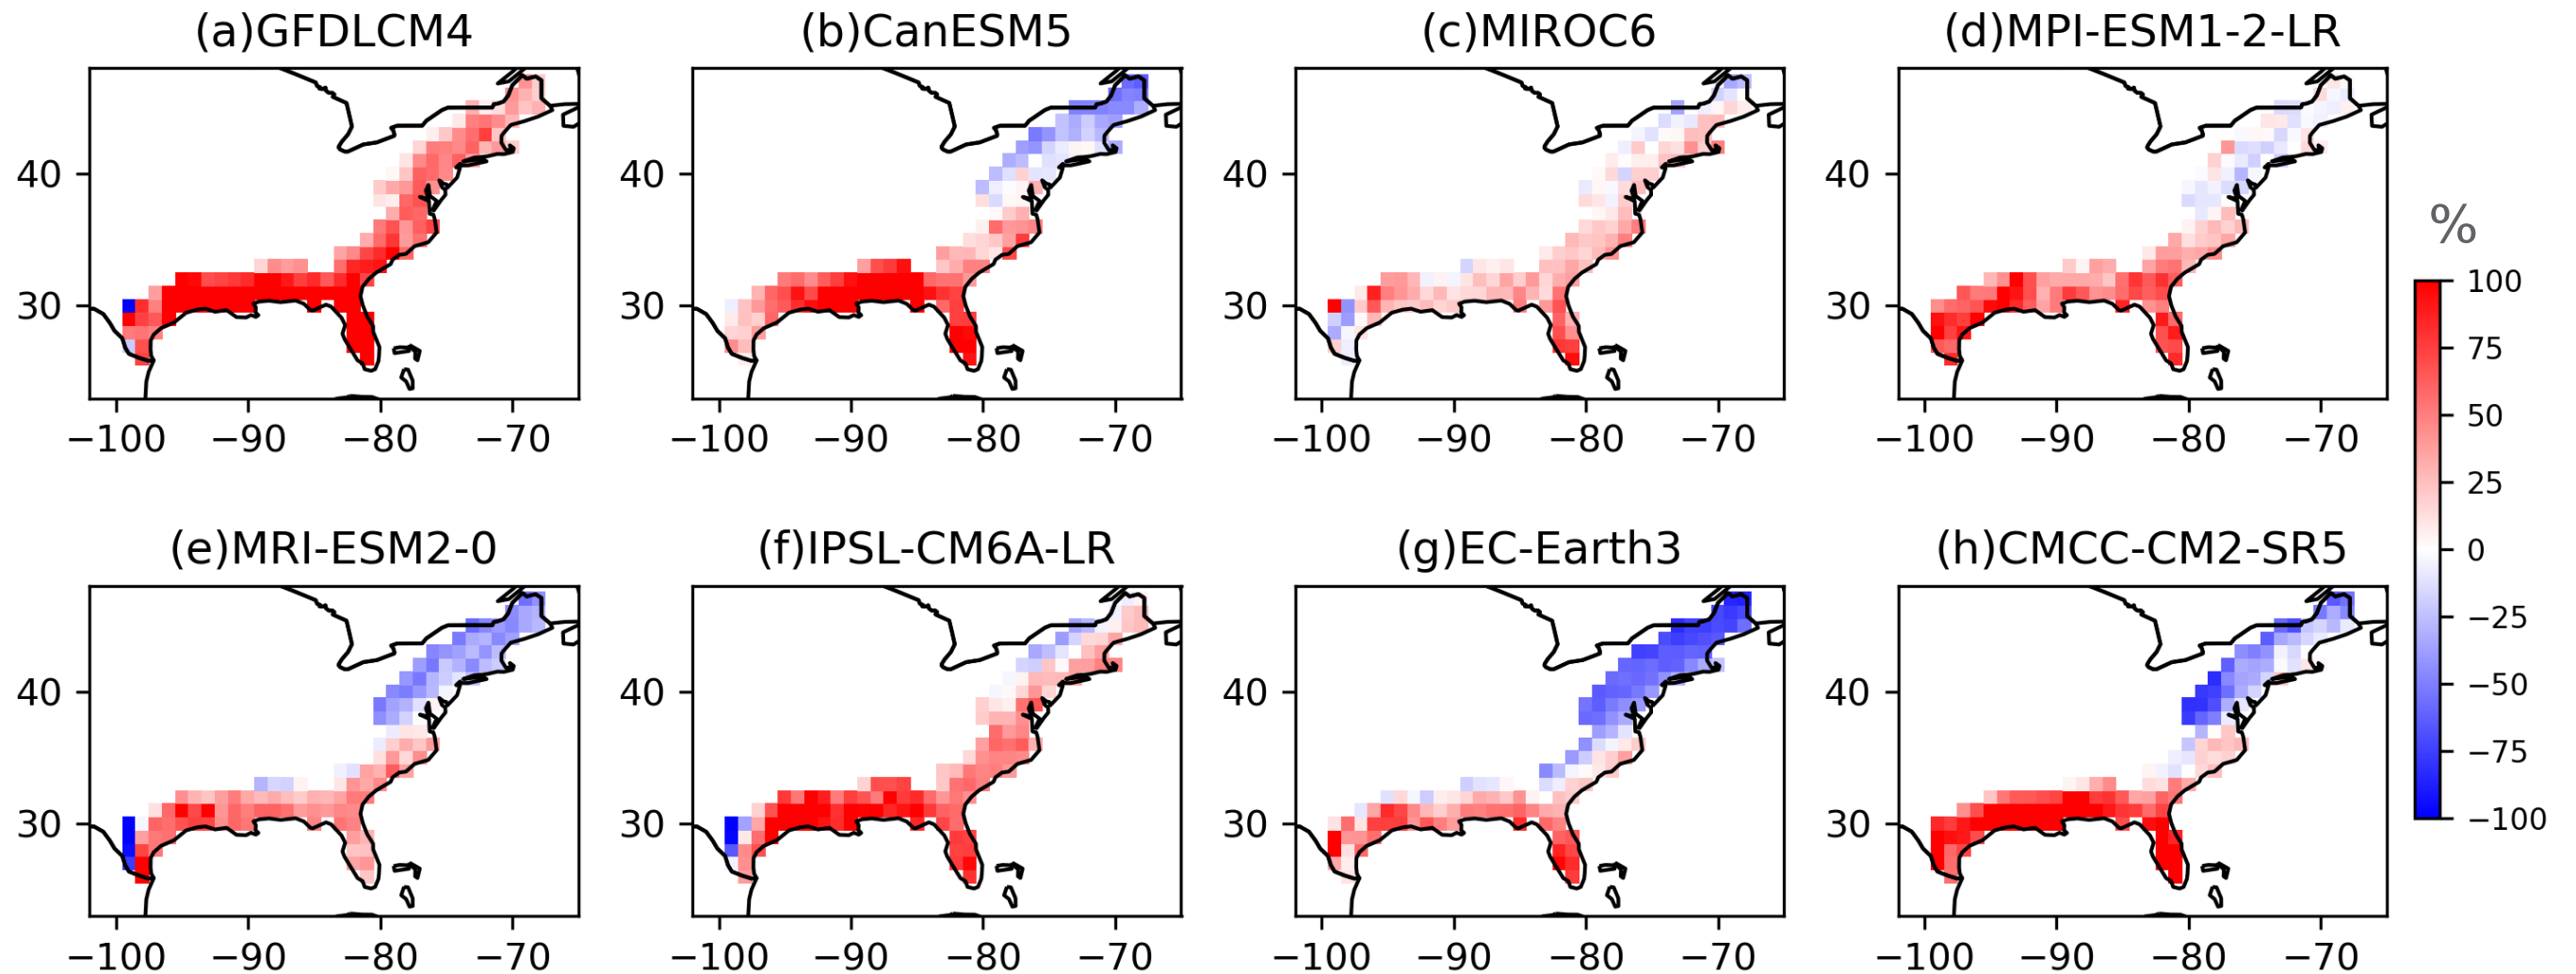 (a)GFDLCM4
(b)CanESM5
(c)MIROC6
(d)MPI-ESM1-2-LR
40
30
−100 −90 −80 −70
40
30
−100 −90 −80 −70
40
30
−100 −90 −80 −70
40
30
−100 −90 −80 −70
(e)MRI-ESM2-0
(f)IPSL-CM6A-LR
(g)EC-Earth3
(h)CMCC-CM2-SR5
40
30
−100 −90 −80 −70
40
30
−100 −90 −80 −70
40
30
−100 −90 −80 −70
40
30
−100 −90 −80 −70
%
100
75
50
25
0
−25
−50
−75
−100